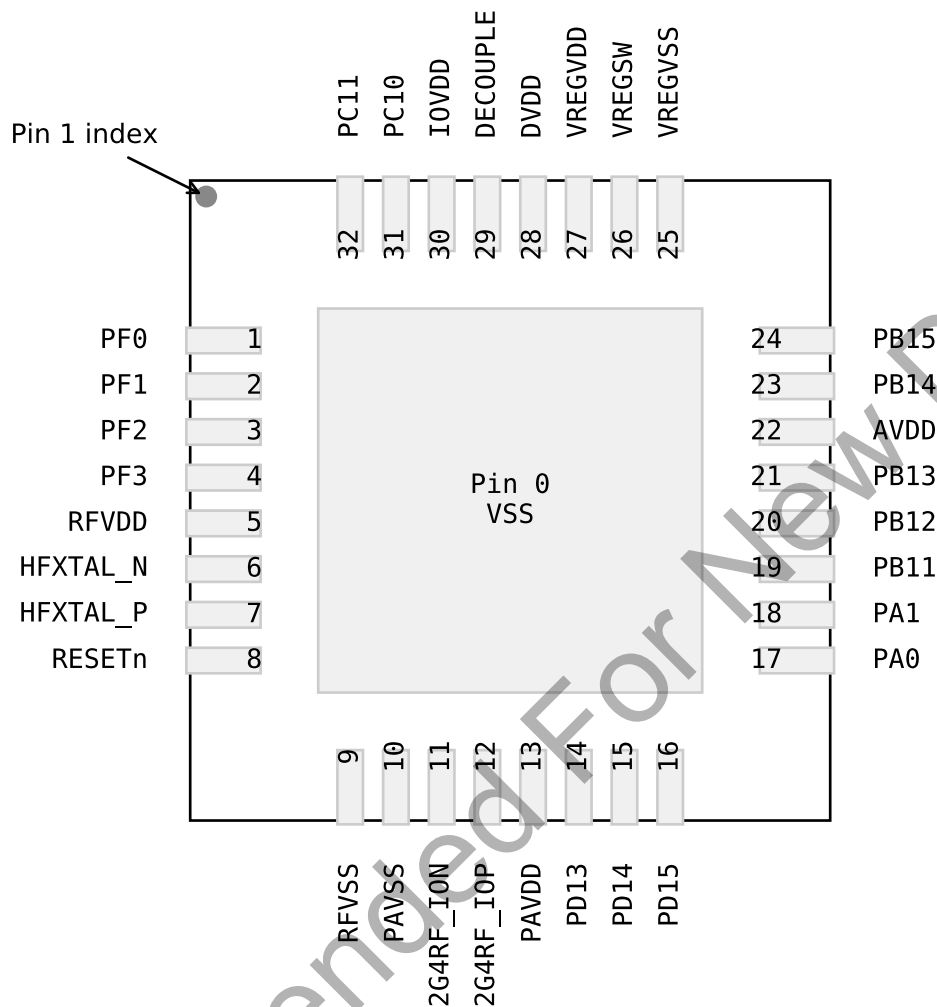 PC11
PC10
IOVDD
DECOUPLE
DVDD
VREGVDD
VREGSW
VREGVSS
Pin 1 index
32
31
30
29
28
27
26
25
PF0 1
PF1 2
PF2 3
PF3 4
RFVDD 5
HFXTAL_N 6
HFXTAL_P 7
RESETn 8
Pin 0
VSS
24 PB15
23 PB14
22 AVDD
21 PB13
20 PB12
19 PB11
18 PA1
17 PA0
9
10
11
12
13
14
15
16
RFVSS
PAVSS
2G4RF_ION
2G4RF_IOP
PAVDD
PD13
PD14
PD15
ended For New